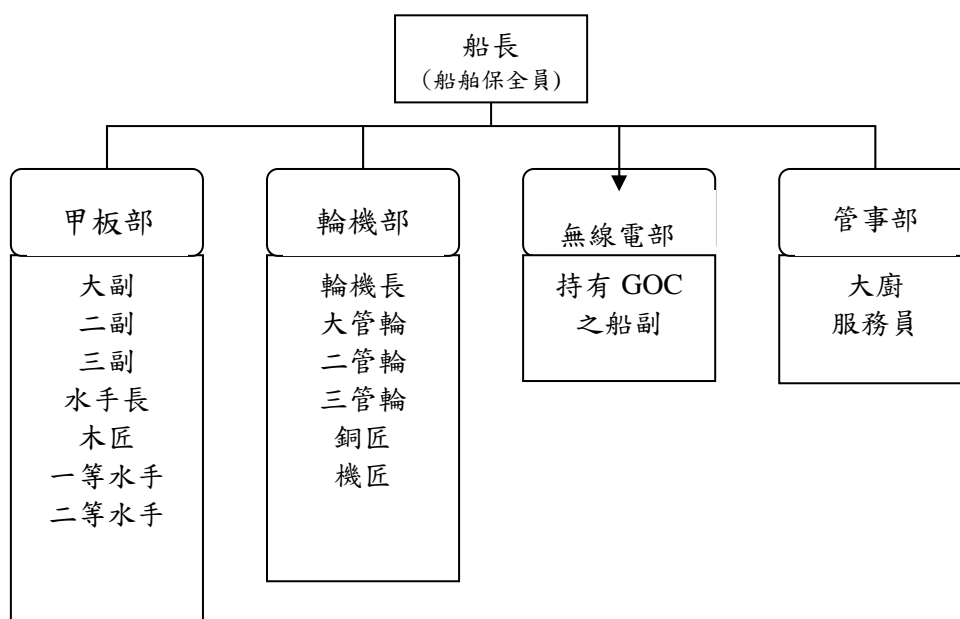 船長
（船舶保全員）
甲板部
大副
二副
三副
水手長
木匠
一等水手
二等水手
輪機部
輪機長
大管輪
二管輪
三管輪
銅匠
機匠
無線電部
持有 GOC
之船副
管事部
大廚
服務員